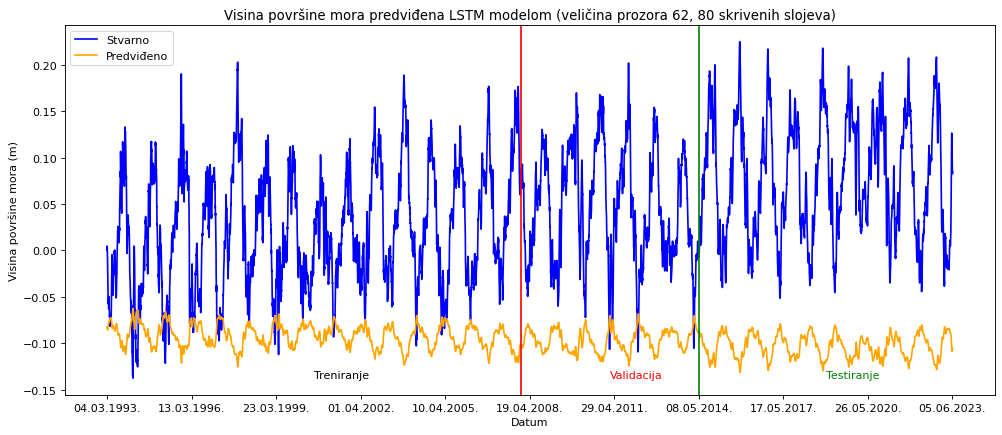 Visina površine mora predviđena LSTM modelom (veličina prozora 62, 80 skrivenih slojeva)
Stvarno
Predviđeno
Visina površine mora (m)
0.20
0.15
0.10
0.05
0.00
−0.05
−0.10
−0.15
Treniranje
Validacija
Testiranje
04.03.1993.
13.03.1996.
23.03.1999.
01.04.2002.
10.04.2005.
19.04.2008.
29.04.2011.
08.05.2014.
17.05.2017.
26.05.2020.
05.06.2023.
Datum